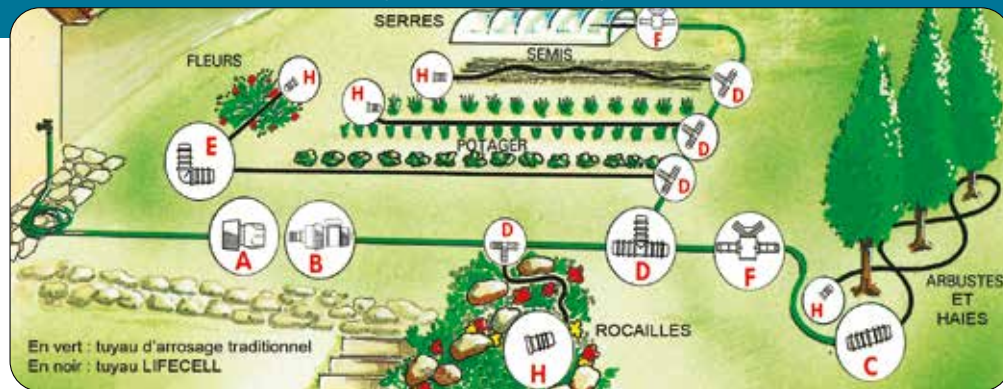 SERRES
F
SEMIS
FLEURS
H
H
H
D
E
D
POTAGER
D
A
B
D
D
F
H
ARBUSTES
ET
HAIES
ROCAILLES
H
C
En vert : tuyau d'arrosage traditionnel
En noir : tuyau LIFECELL